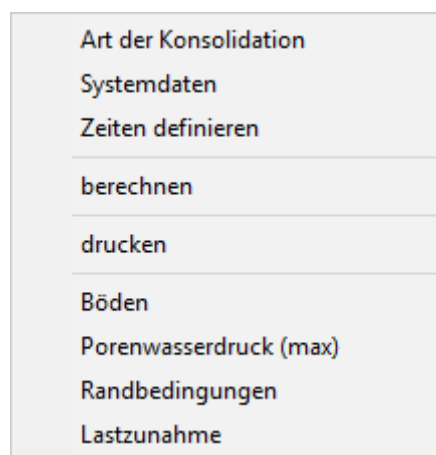 Art der Konsolidation
Systemdaten
Zeiten definieren
berechnen
drucken
Böden
Porenwasserdruck (max)
Randbedingungen
Lastzunahme